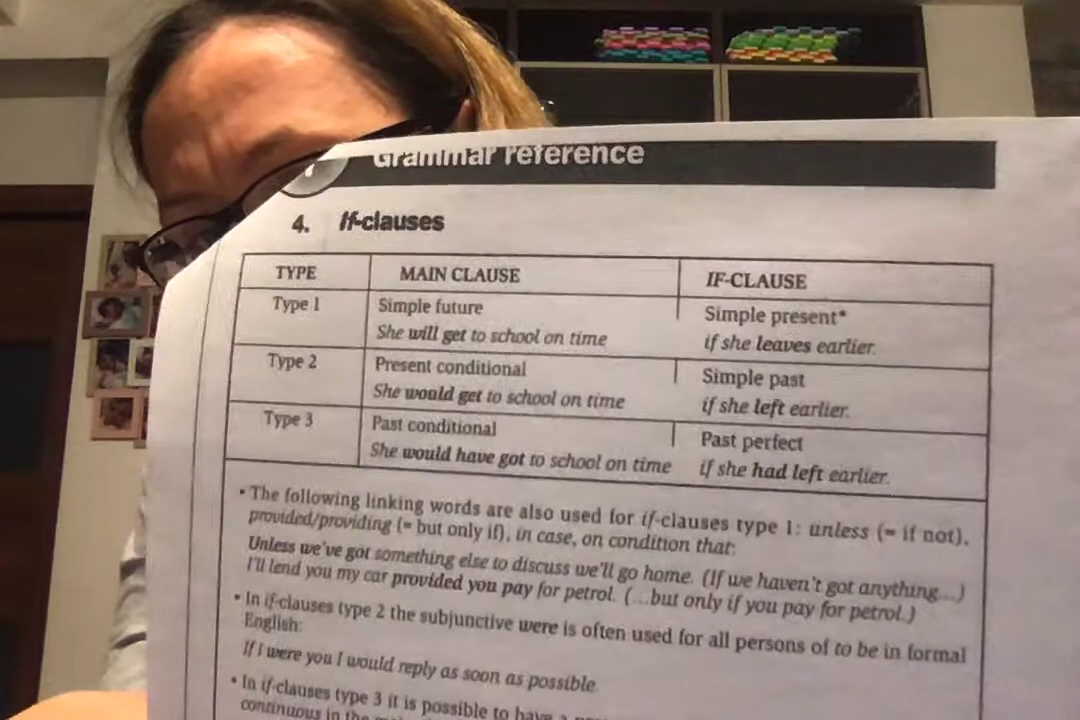 Grammar reference
4. If-clauses
TYPE MAIN CLAUSE IF-CLAUSE
Type 1 Simple future Simple present*
She will get to school on time if she leaves earlier.
Type 2 Present conditional Simple past
She would get to school on time if she left earlier.
Type 3 Past conditional Past perfect
She would have got to school on time if she had left earlier.
• The following linking words are also used for if-clauses type 1: unless (= if not),
provided/providing (= but only if), in case, on condition that:
Unless we've got something else to discuss we'll go home. (If we haven't got anything...)
I'll lend you my car provided you pay for petrol. (...but only if you pay for petrol.)
• In if-clauses type 2 the subjunctive were is often used for all persons of to be in formal
English:
If I were you I would reply as soon as possible.
• In if-clauses type 3 it is possible to have a
continuous in the